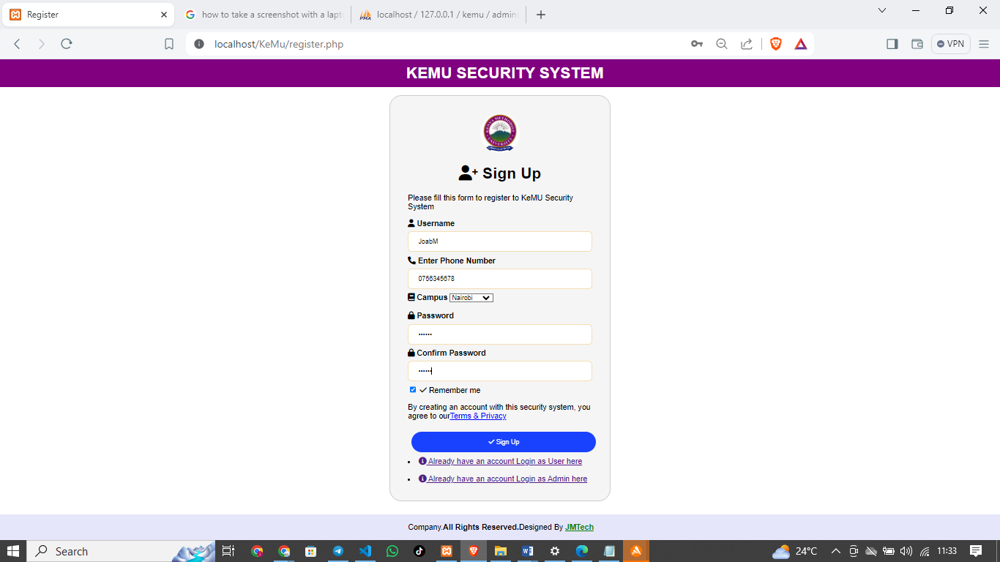 Register
how to take a screenshot with a lapt
PMA
localhost / 127.0.0.1 / kemu / admins
localhost/KeMu/register.php
VPN
KEMU SECURITY SYSTEM
Sign Up
Please fill this form to register to KeMU Security
System
Username
JoabM
Enter Phone Number
0756345678
Campus Nairobi
Password
Confirm Password
Remember me
By creating an account with this security system, you
agree to ourTerms & Privacy
Sign Up
Already have an account Login as User here
Already have an account Login as Admin here
Company.All Rights Reserved.Designed By JMTech
Search
24°C
11:33